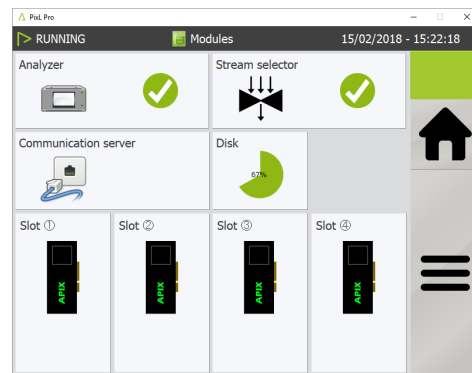 PixL Pro
RUNNING
Modules
15/02/2018 - 15:22:18
Analyzer
Stream selector
Communication server
Disk
67%
Slot ①
Slot ②
Slot ③
Slot ④
APIX
APIX
APIX
APIX